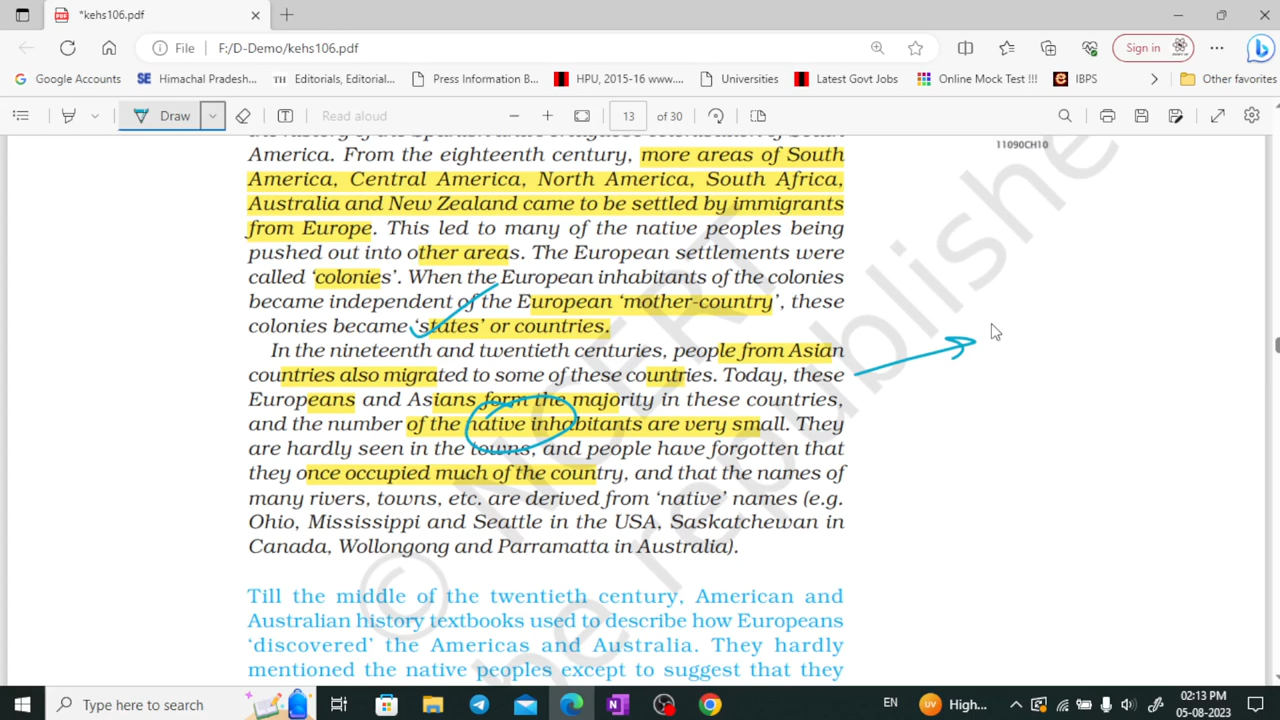 *kehs106.pdf
File
F:/D-Demo/kehs106.pdf
Sign in
Google Accounts
SE Himachal Pradesh...
TH Editorials, Editorial...
Press Information B...
HPU, 2015-16 www....
Universities
Latest Govt Jobs
Online Mock Test !!!
IBPS
Other favorites
Draw
Read aloud
13 of 30
11090CH10
America. From the eighteenth century, more areas of South
America, Central America, North America, South Africa,
Australia and New Zealand came to be settled by immigrants
from Europe. This led to many of the native peoples being
pushed out into other areas. The European settlements were
called ‘colonies’. When the European inhabitants of the colonies
became independent of the European ‘mother-country’, these
colonies became ‘states’ or countries.
In the nineteenth and twentieth centuries, people from Asian
countries also migrated to some of these countries. Today, these
Europeans and Asians form the majority in these countries,
and the number of the native inhabitants are very small. They
are hardly seen in the towns, and people have forgotten that
they once occupied much of the country, and that the names of
many rivers, towns, etc. are derived from ‘native’ names (e.g.
Ohio, Mississippi and Seattle in the USA, Saskatchewan in
Canada, Wollongong and Parramatta in Australia).
Till the middle of the twentieth century, American and
Australian history textbooks used to describe how Europeans
‘discovered’ the Americas and Australia. They hardly
mentioned the native peoples except to suggest that they
© NCERT
Type here to search
EN
UV
High...
02:13 PM
05-08-2023